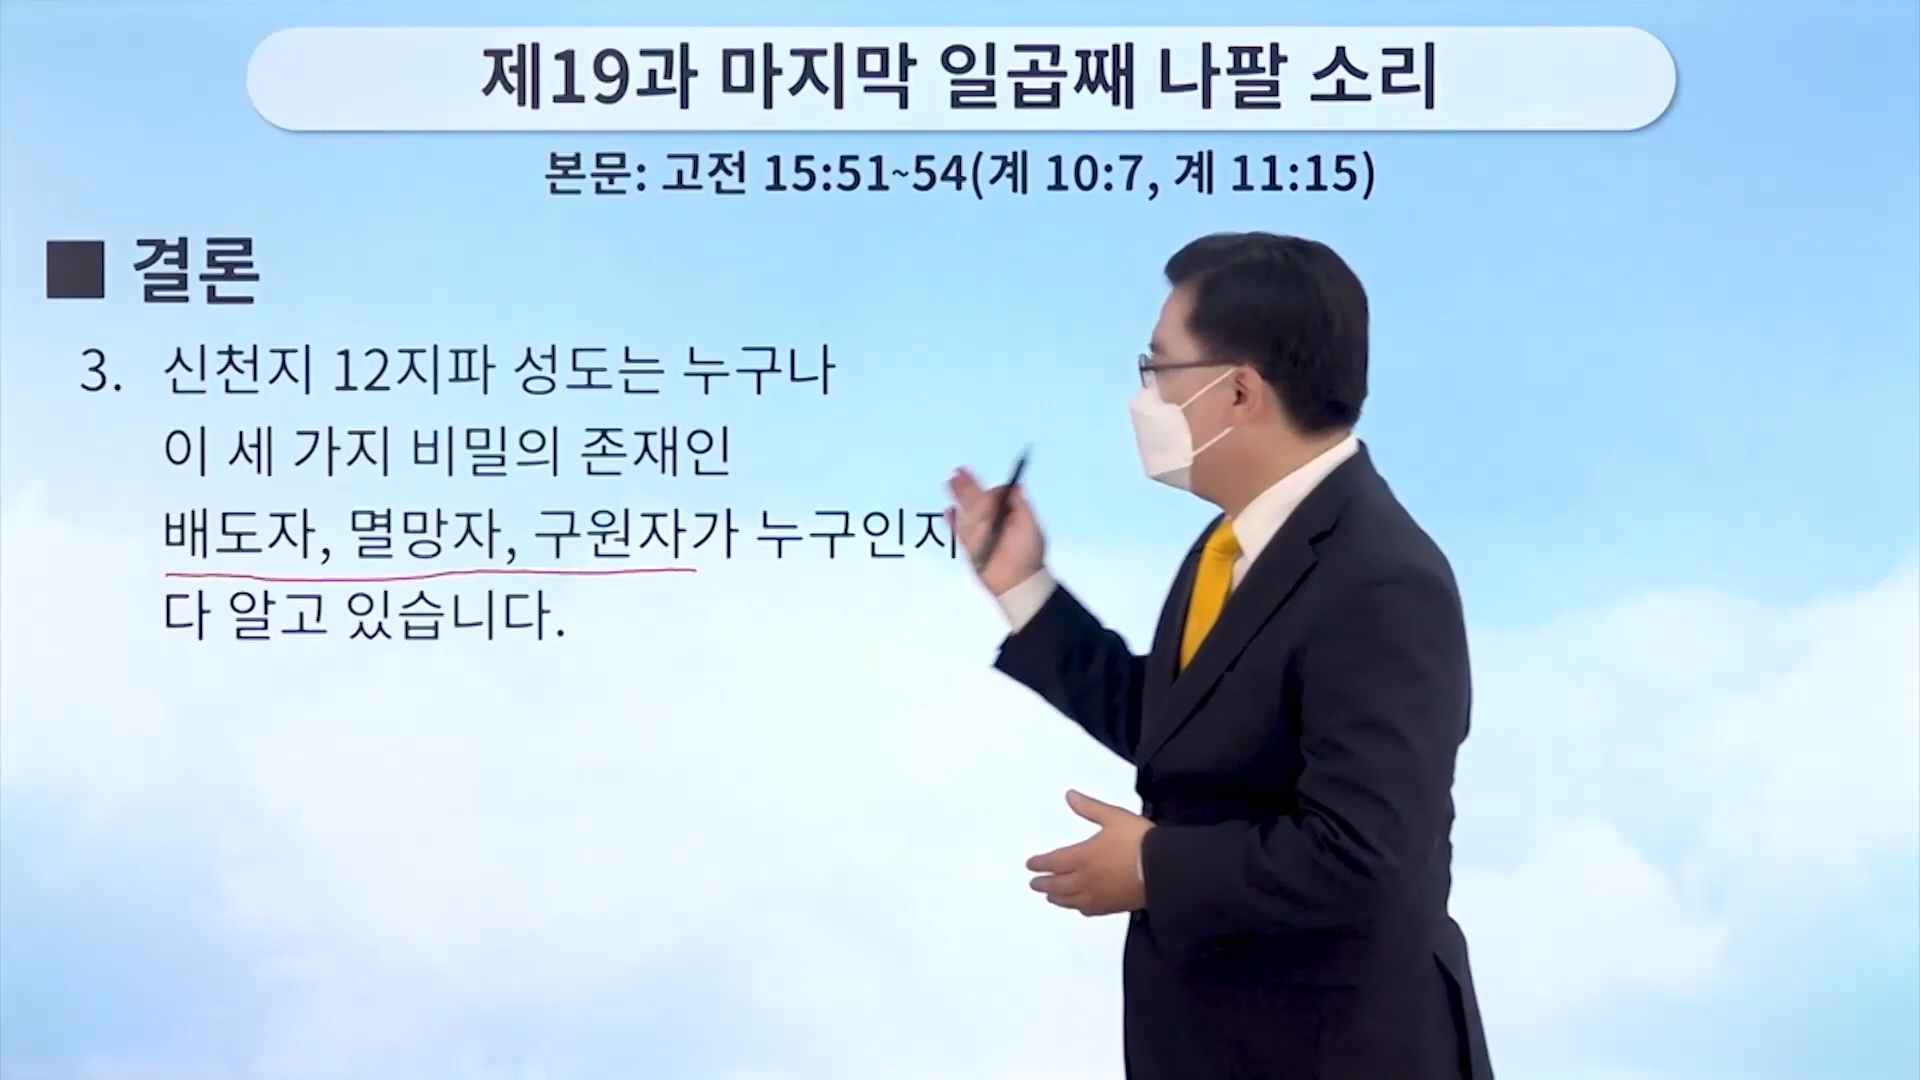 제19과 마지막 일곱째 나팔 소리
본문: 고전 15:51~54(계 10:7, 계 11:15)
■ 결론
3. 신천지 12지파 성도는 누구나
이 세 가지 비밀의 존재인
배도자, 멸망자, 구원자가 누구인지
다 알고 있습니다.